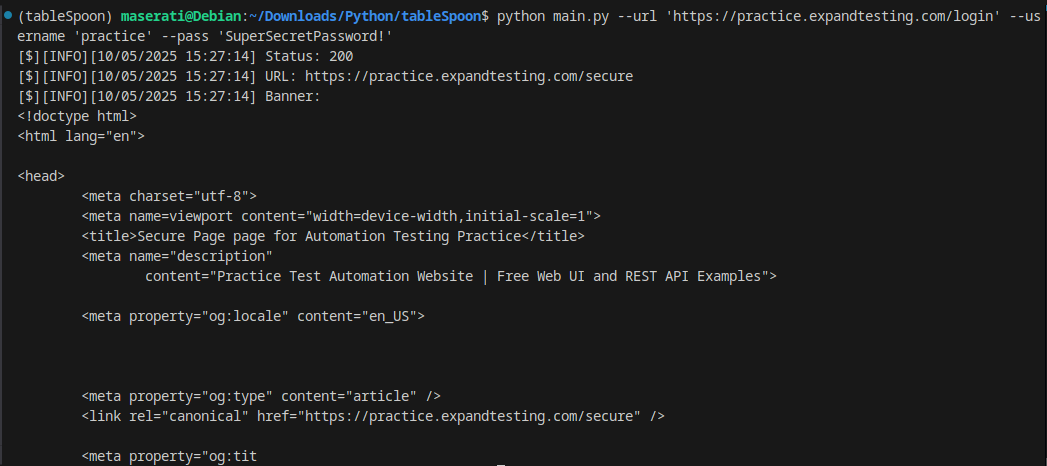 (tableSpoon) maserati@Debian:~/Downloads/Python/tableSpoon$ python main.py --url 'https://practice.expandtesting.com/login' --us
ername 'practice' --pass 'SuperSecretPassword!'
[$][INFO][10/05/2025 15:27:14] Status: 200
[$][INFO][10/05/2025 15:27:14] URL: https://practice.expandtesting.com/secure
[$][INFO][10/05/2025 15:27:14] Banner:
<!doctype html>
<html lang="en">
<head>
<meta charset="utf-8">
<meta name=viewport content="width=device-width,initial-scale=1">
<title>Secure Page page for Automation Testing Practice</title>
<meta name="description"
content="Practice Test Automation Website | Free Web UI and REST API Examples">
<meta property="og:locale" content="en_US">
<meta property="og:type" content="article" />
<link rel="canonical" href="https://practice.expandtesting.com/secure" />
<meta property="og:tit